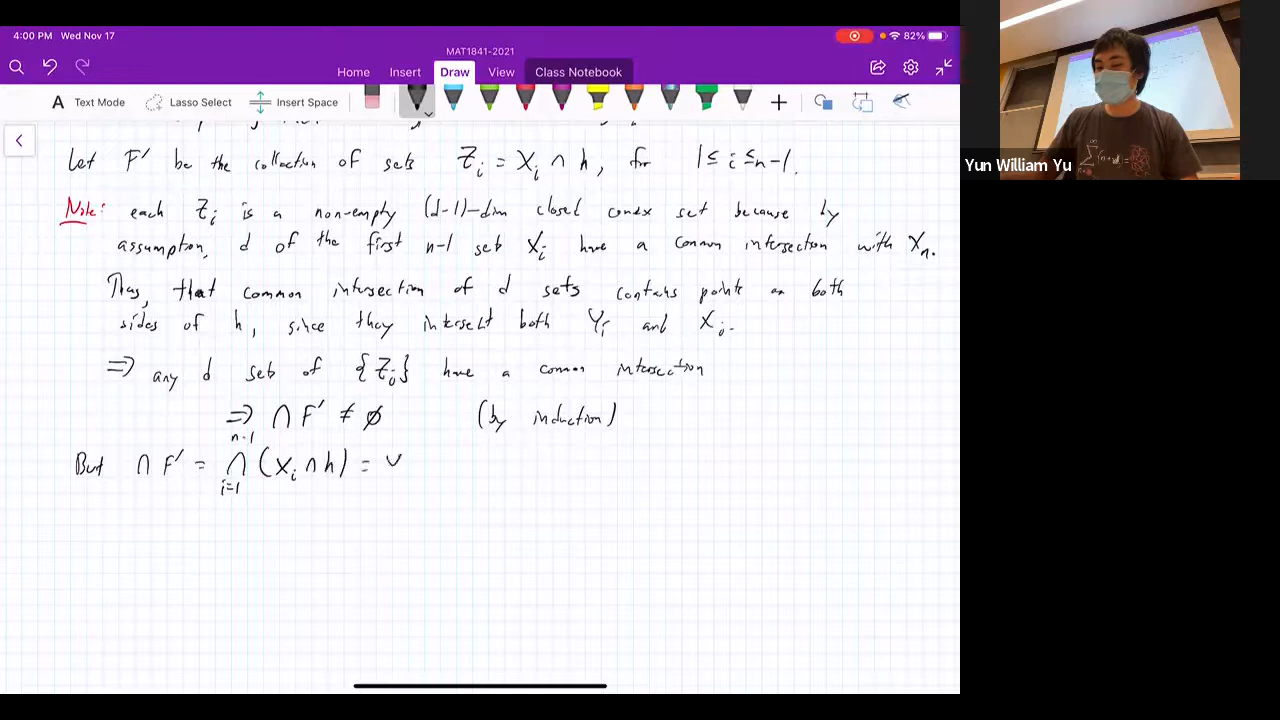 4:00 PM Wed Nov 17
82%
MAT1841-2021
Home Insert Draw View Class Notebook
A Text Mode Lasso Select Insert Space
Let F' be the collection of sets Z_i = X_i ∩ h, for 1 ≤ i ≤ n-1.
Note: each Z_i is a non-empty (d-1)-dim closed convex set because by
assumption, d of the first n-1 set X_i have a common intersection with X_n.
Thus, that common intersection of d sets contains points on both
sides of h, since they intersect both Y_i and X_i.
⇒ any d set of {Z_i} have a common intersection
⇒ ∩ F' ≠ ∅ (by induction)
But ∩ F' = ∩_{i=1}^{n-1} (X_i ∩ h) =
Yun William Yu